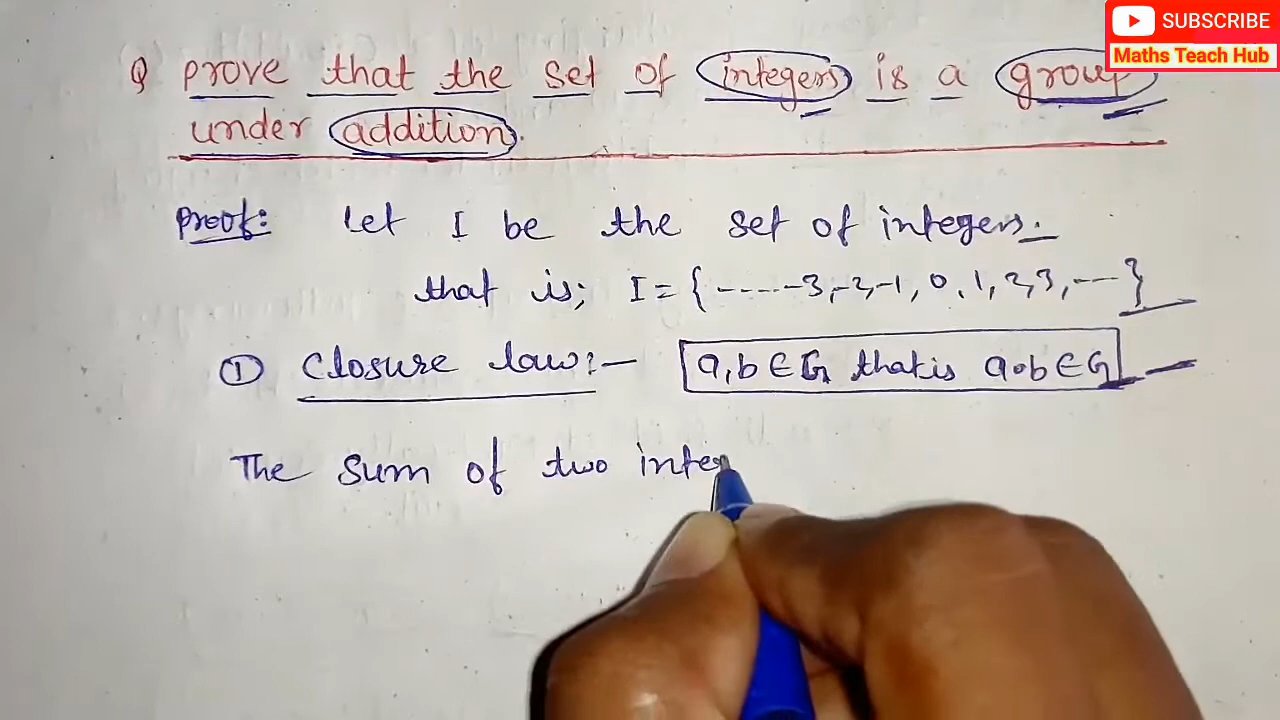 SUBSCRIBE
Maths Teach Hub
Q prove that the set of integers is a group
under addition.
Proof: Let I be the set of integers.
that is; I = { ------3,-2,-1, 0, 1, 2, 3, ---- }
① Closure law:- a, b ∈ G that is a∘b ∈ G
The sum of two inte